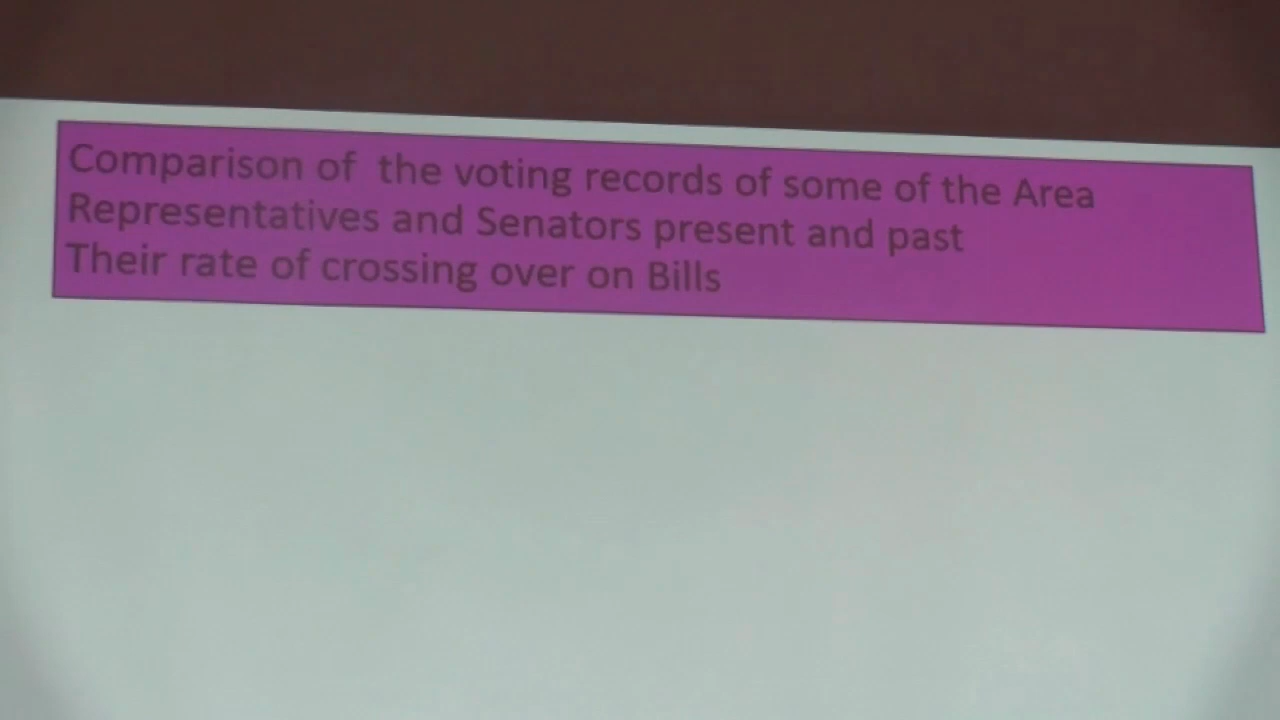 Comparison of the voting records of some of the Area
Representatives and Senators present and past
Their rate of crossing over on Bills